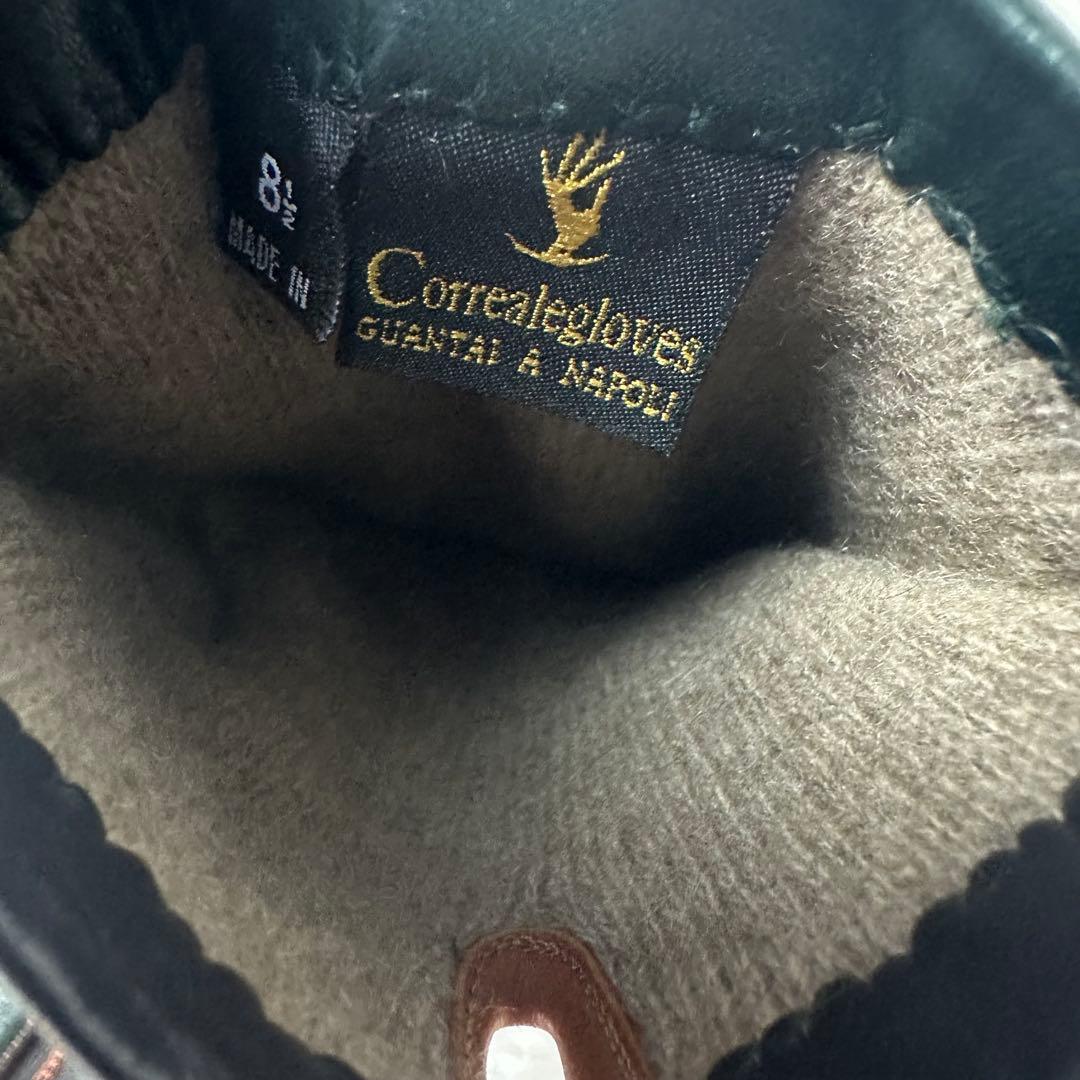 8½
MADE IN
Correalegloves
GUANTAI A NAPOLI